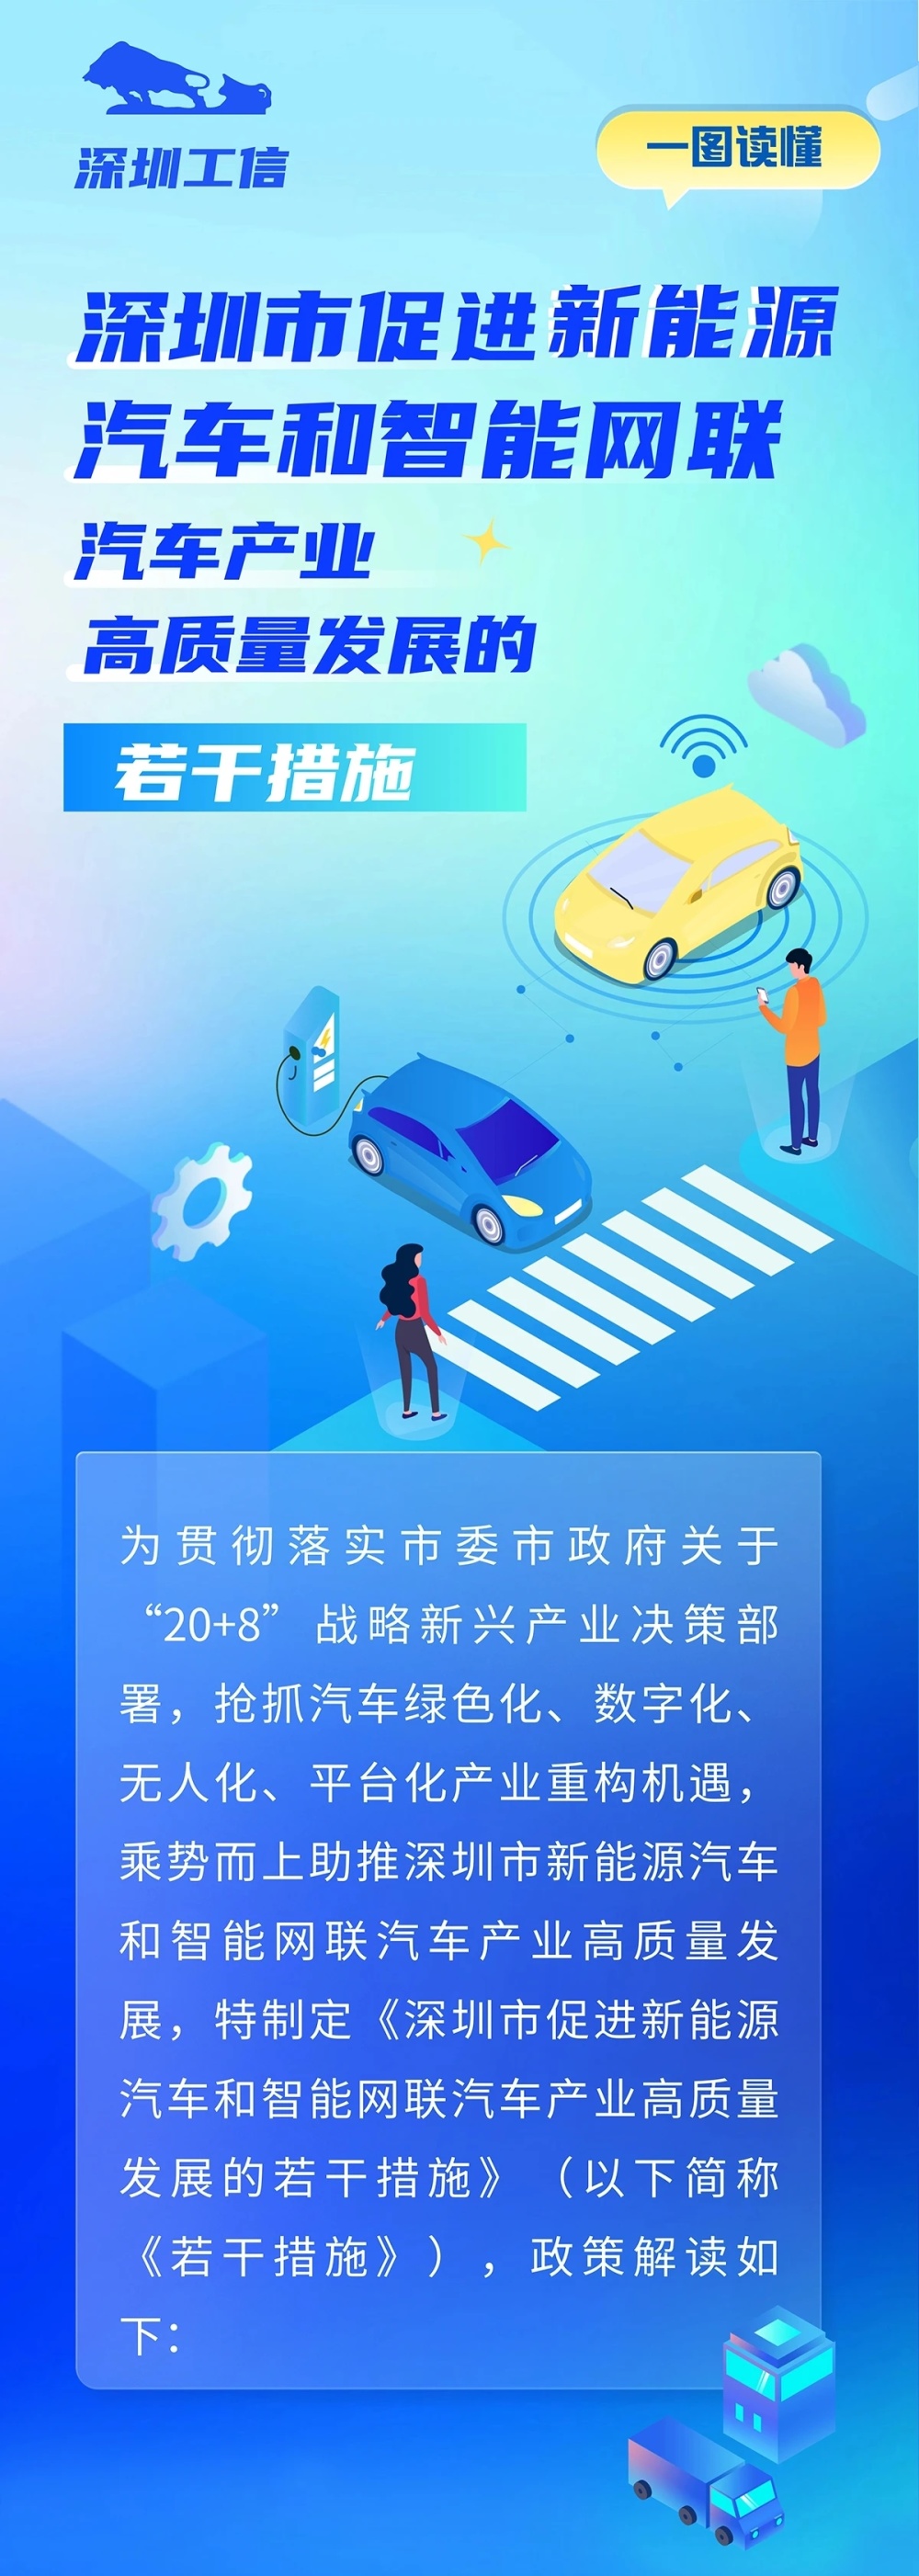 深圳工信
一图读懂
深圳市促进新能源
汽车和智能网联
汽车产业
高质量发展的
若干措施
为贯彻落实市委市政府关于
“20+8”战略新兴产业决策部
署，抢抓汽车绿色化、数字化、
无人化、平台化产业重构机遇，
乘势而上助推深圳市新能源汽车
和智能网联汽车产业高质量发
展，特制定《深圳市促进新能源
汽车和智能网联汽车产业高质量
发展的若干措施》（以下简称
《若干措施》），政策解读如
下：